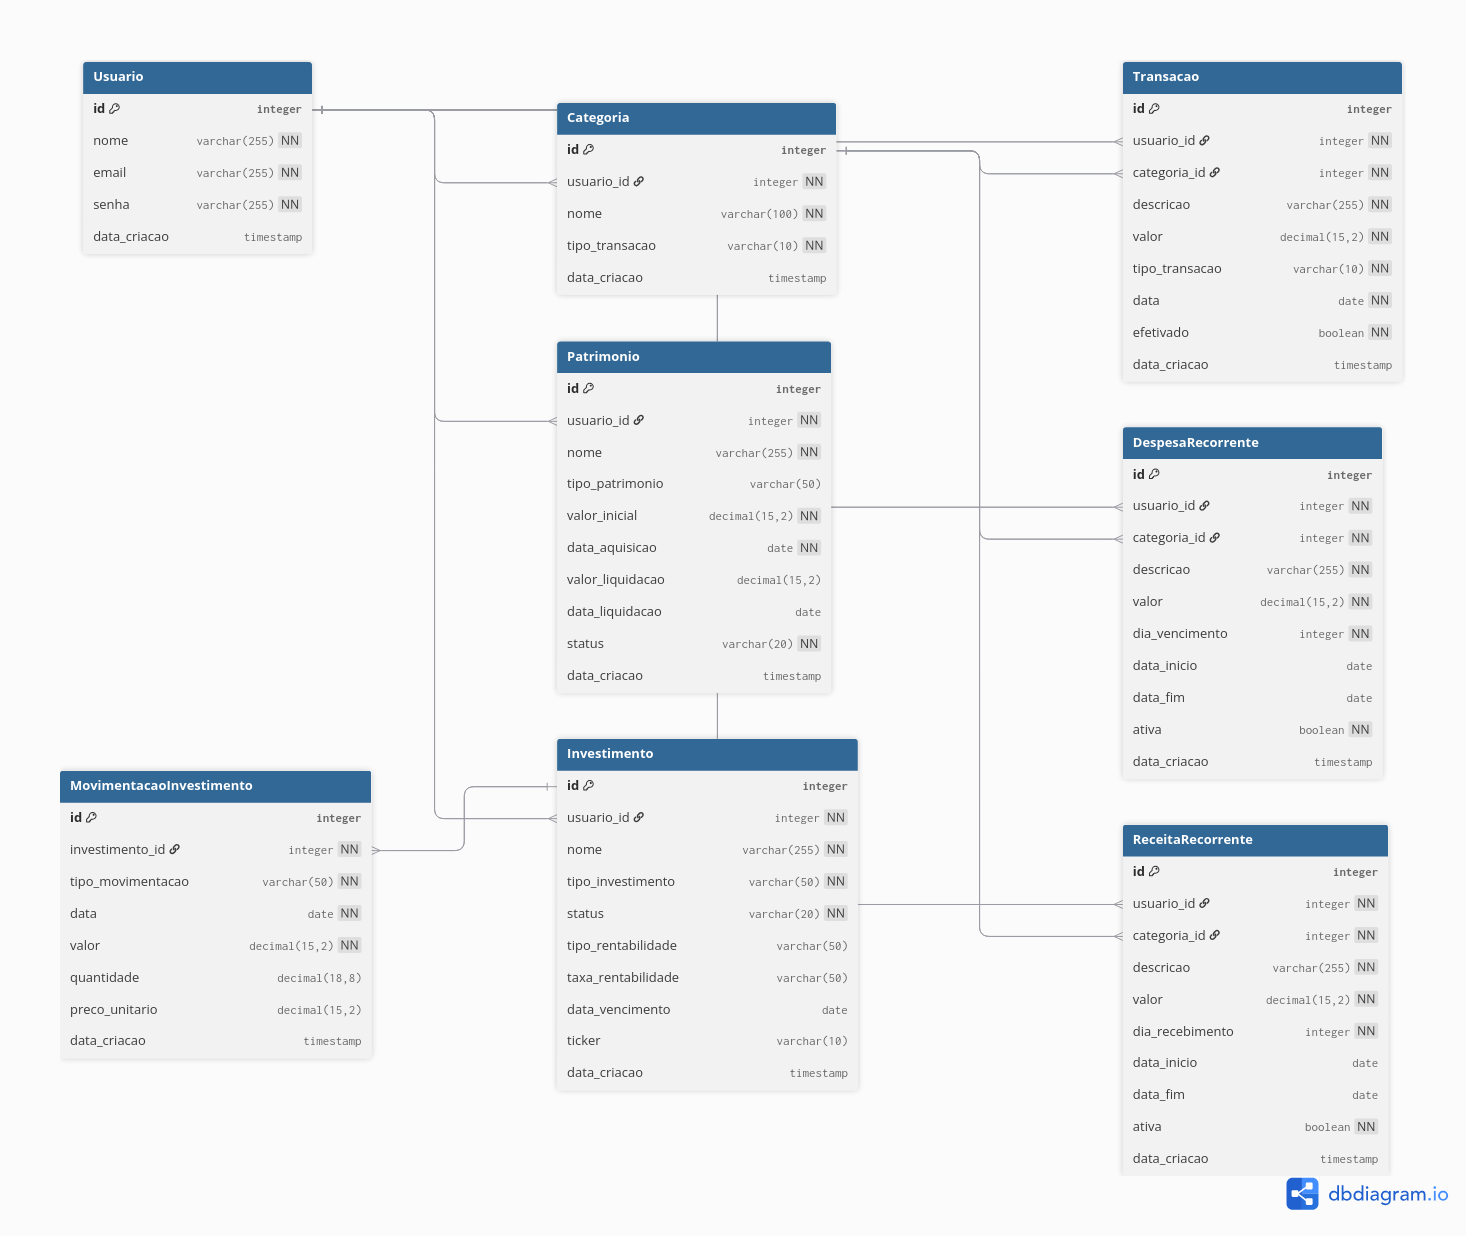 Usuario
id integer
nome varchar(255) NN
email varchar(255) NN
senha varchar(255) NN
data_criacao timestamp
Categoria
id integer
usuario_id integer NN
nome varchar(100) NN
tipo_transacao varchar(10) NN
data_criacao timestamp
Transacao
id integer
usuario_id integer NN
categoria_id integer NN
descricao varchar(255) NN
valor decimal(15,2) NN
tipo_transacao varchar(10) NN
data date NN
efetivado boolean NN
data_criacao timestamp
Patrimonio
id integer
usuario_id integer NN
nome varchar(255) NN
tipo_patrimonio varchar(50)
valor_inicial decimal(15,2) NN
data_aquisicao date NN
valor_liquidacao decimal(15,2)
data_liquidacao date
status varchar(20) NN
data_criacao timestamp
DespesaRecorrente
id integer
usuario_id integer NN
categoria_id integer NN
descricao varchar(255) NN
valor decimal(15,2) NN
dia_vencimento integer NN
data_inicio date
data_fim date
ativa boolean NN
data_criacao timestamp
MovimentacaoInvestimento
id integer
investimento_id integer NN
tipo_movimentacao varchar(50) NN
data date NN
valor decimal(15,2) NN
quantidade decimal(18,8)
preco_unitario decimal(15,2)
data_criacao timestamp
Investimento
id integer
usuario_id integer NN
nome varchar(255) NN
tipo_investimento varchar(50) NN
status varchar(20) NN
tipo_rentabilidade varchar(50)
taxa_rentabilidade varchar(50)
data_vencimento date
ticker varchar(10)
data_criacao timestamp
ReceitaRecorrente
id integer
usuario_id integer NN
categoria_id integer NN
descricao varchar(255) NN
valor decimal(15,2) NN
dia_recebimento integer NN
data_inicio date
data_fim date
ativa boolean NN
data_criacao timestamp
dbdiagram.io